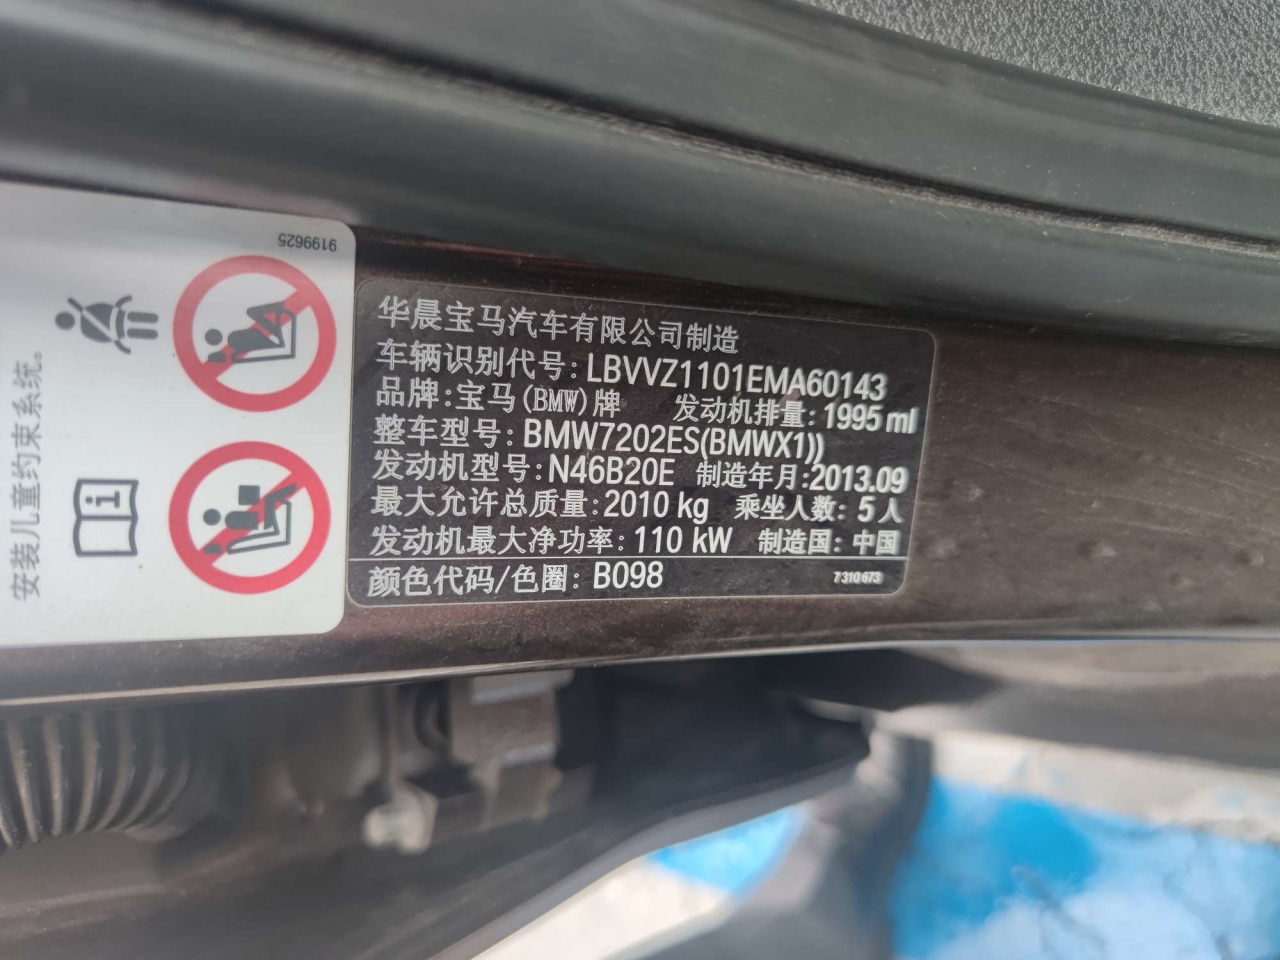 9199625
安装儿童约束系统。
华晨宝马汽车有限公司制造
车辆识别代号: LBVVZ1101EMA60143
品牌: 宝马(BMW)牌 发动机排量: 1995 ml
整车型号: BMW7202ES(BMWX1))
发动机型号: N46B20E 制造年月: 2013.09
最大允许总质量: 2010 kg 乘坐人数: 5 人
发动机最大净功率: 110 kW 制造国: 中国
颜色代码/色圈: B098 7310673